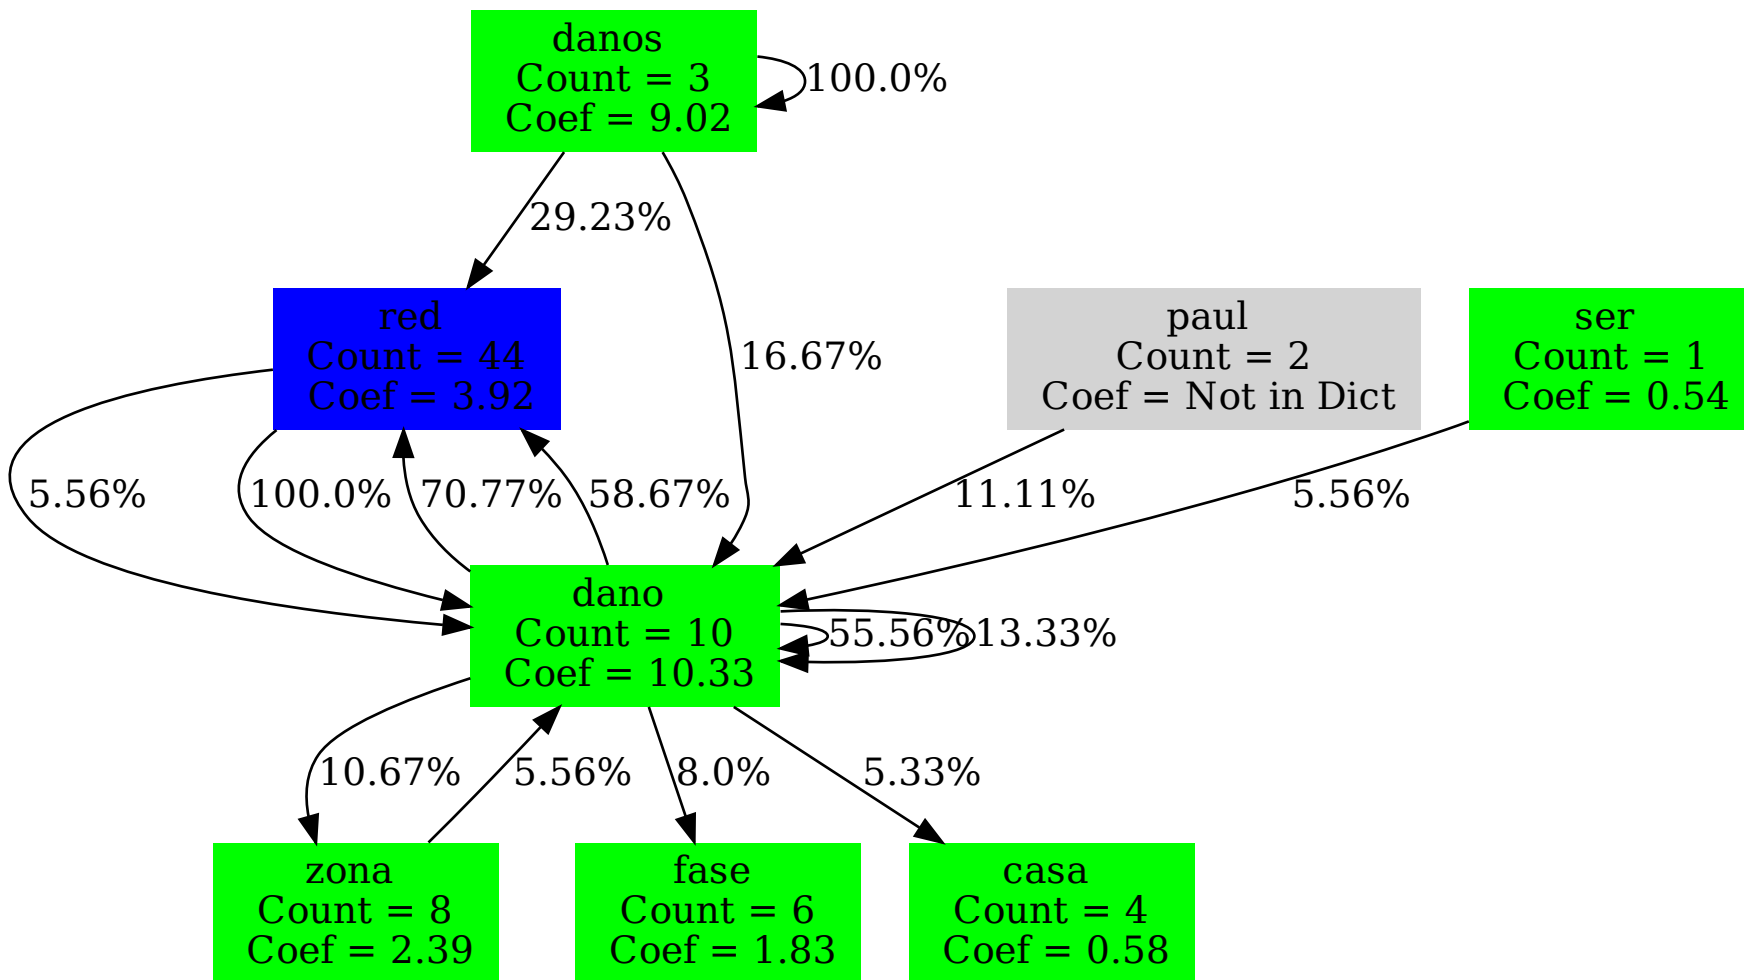 danos
Count = 3
Coef = 9.02
100.0%
29.23%
16.67%
red
Count = 44
Coef = 3.92
paul
Count = 2
Coef = Not in Dict
ser
Count = 1
Coef = 0.54
5.56%
100.0%
70.77%
58.67%
11.11%
5.56%
dano
Count = 10
Coef = 10.33
55.56%
13.33%
10.67%
5.56%
8.0%
5.33%
zona
Count = 8
Coef = 2.39
fase
Count = 6
Coef = 1.83
casa
Count = 4
Coef = 0.58